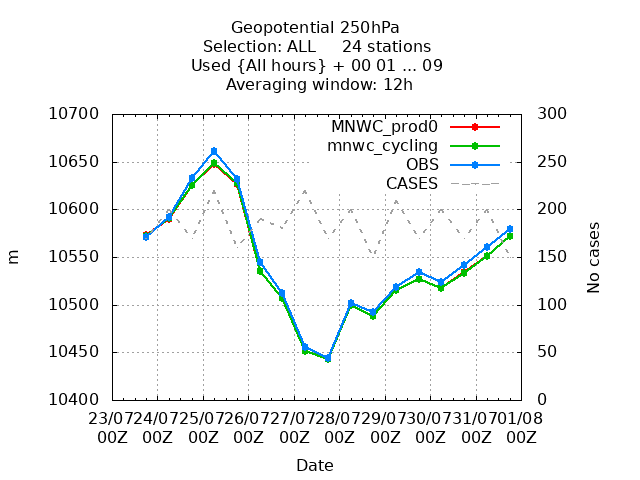 Geopotential 250hPa
Selection: ALL     24 stations
Used {All hours} + 00 01 ... 09
Averaging window: 12h
10700
10650
10600
10550
10500
10450
10400
m
300
250
200
150
100
50
0
No cases
MNWC_prod0
mnwc_cycling
OBS
CASES
23/07 24/07 25/07 26/07 27/07 28/07 29/07 30/07 31/07 01/08
00Z 00Z 00Z 00Z 00Z 00Z 00Z 00Z 00Z 00Z
Date